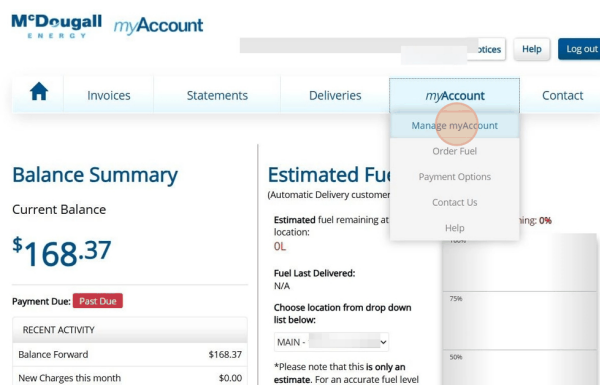 McDougall
ENERGY
myAccount
otices
Help
Log out
Invoices
Statements
Deliveries
myAccount
Contact
Manage myAccount
Order Fuel
Payment Options
Contact Us
Help
Balance Summary
Current Balance
$168.37
Payment Due: Past Due
RECENT ACTIVITY
Balance Forward $168.37
New Charges this month $0.00
Estimated Fue
(Automatic Delivery customer
Estimated fuel remaining at
location:
0L
ning: 0%
Fuel Last Delivered:
N/A
Choose location from drop down
list below:
MAIN -
*Please note that this is only an
estimate. For an accurate fuel level
100%
75%
50%